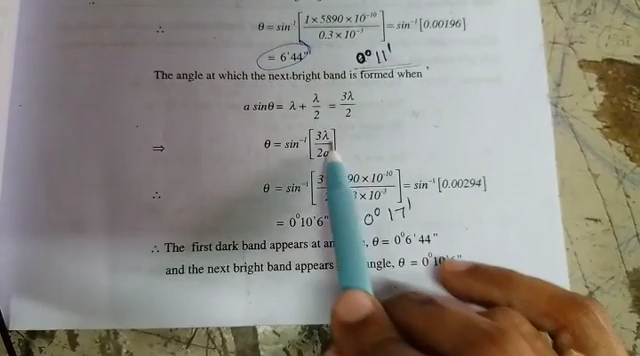 ∴ θ = sin⁻¹ [1 × 5890 × 10⁻¹⁰ / 0.3 × 10⁻³] = sin⁻¹ [0.00196]
= 6'44" 0°11'
The angle at which the next bright band is formed when
a sinθ = λ + λ/2 = 3λ/2
⇒ θ = sin⁻¹ [3λ/2a]
∴ θ = sin⁻¹ [3 90 × 10⁻¹⁰ / 3 × 10⁻³] = sin⁻¹ [0.00294]
= 0°10'6" 0° 17'
∴ The first dark band appears at an , θ = 0°6'44"
and the next bright band appears angle, θ = 0°10'6"